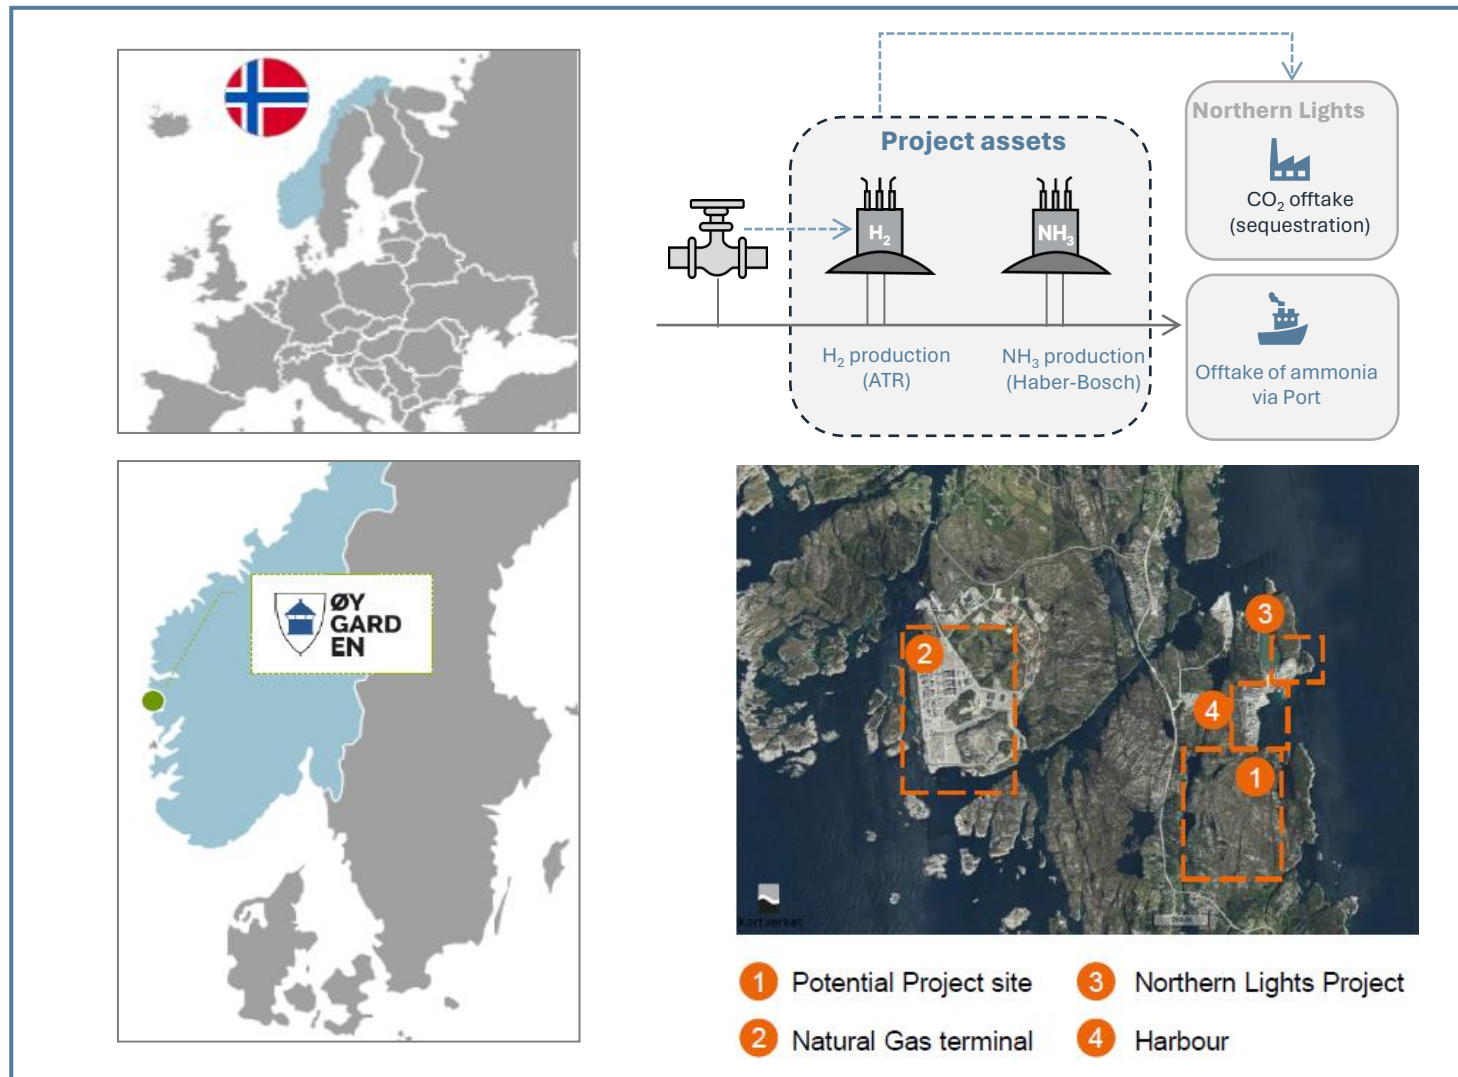 Project assets
Northern Lights
CO₂ offtake
(sequestration)
H₂
NH₃
H₂ production
(ATR)
NH₃ production
(Haber-Bosch)
Offtake of ammonia
via Port
ØY
GARD
EN
2
3
4
1
kartverket
1 Potential Project site
3 Northern Lights Project
2 Natural Gas terminal
4 Harbour